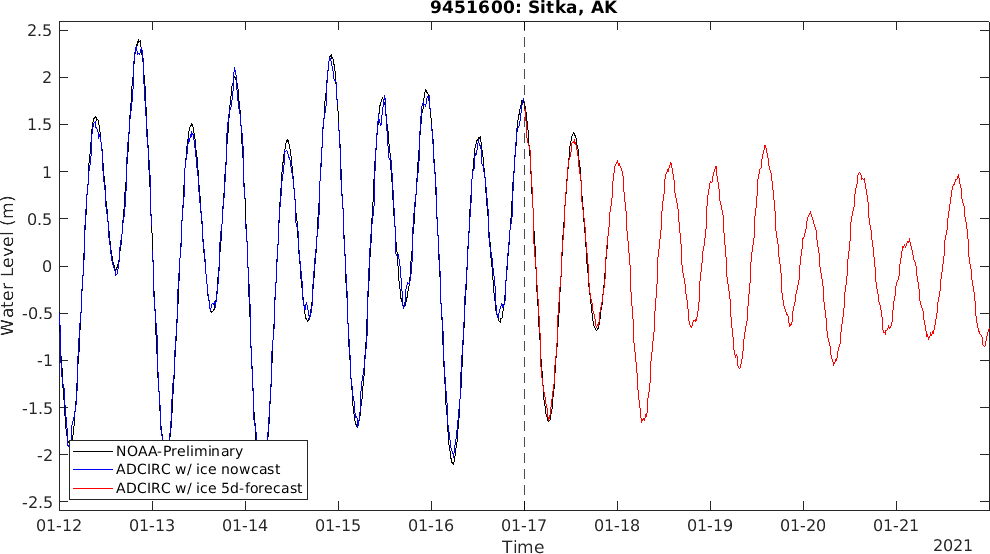 9451600: Sitka, AK
Water Level (m)
2.5
2
1.5
1
0.5
0
-0.5
-1
-1.5
-2
-2.5
NOAA-Preliminary
ADCIRC w/ ice nowcast
ADCIRC w/ ice 5d-forecast
01-12 01-13 01-14 01-15 01-16 01-17 01-18 01-19 01-20 01-21
Time
2021